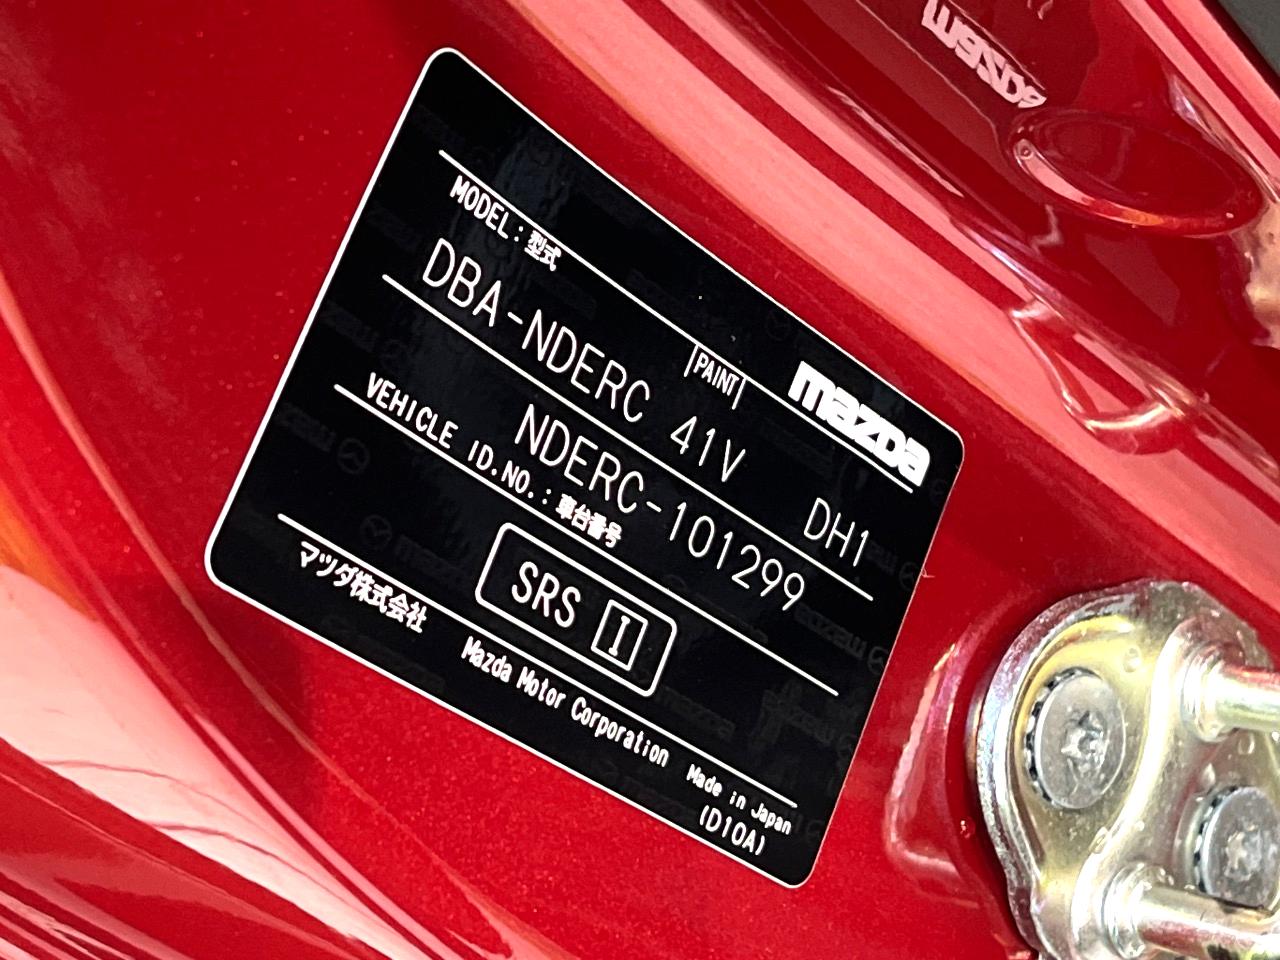 mazda
MODEL: 型式
PAINT
DBA-NDERC 41V DH1
NDERC-101299
VEHICLE ID.NO.: 車台番号
SRS I
マツダ株式会社 Mazda Motor Corporation Made in Japan
(D10A)
mazda